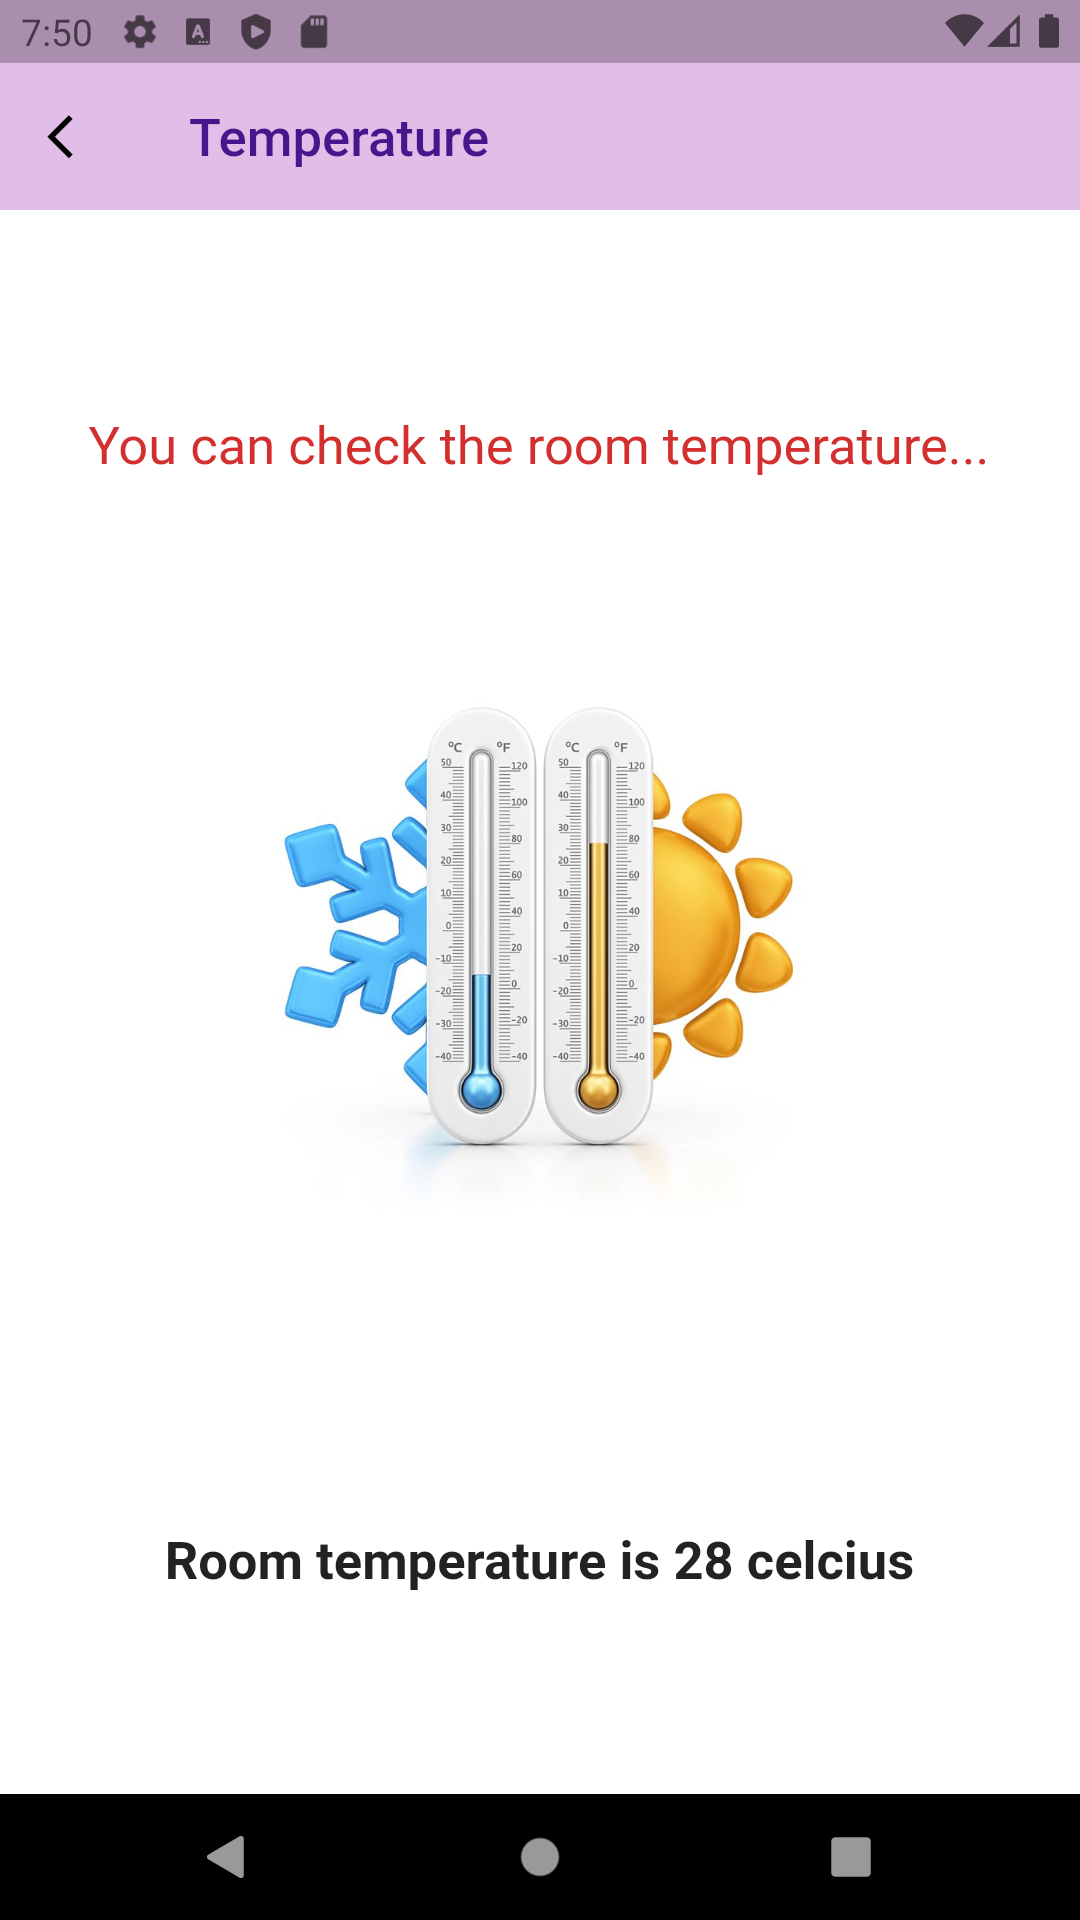 7:50
Temperature
You can check the room temperature...
°C °F °C °F
50 120 50 120
40 100 40 100
30 80 30 80
20 60 20 60
10 40 10 40
0 20 0 20
-10 0 -10 0
-20 -20 -20 -20
-30 -40 -30 -40
-40 -40
Room temperature is 28 celcius